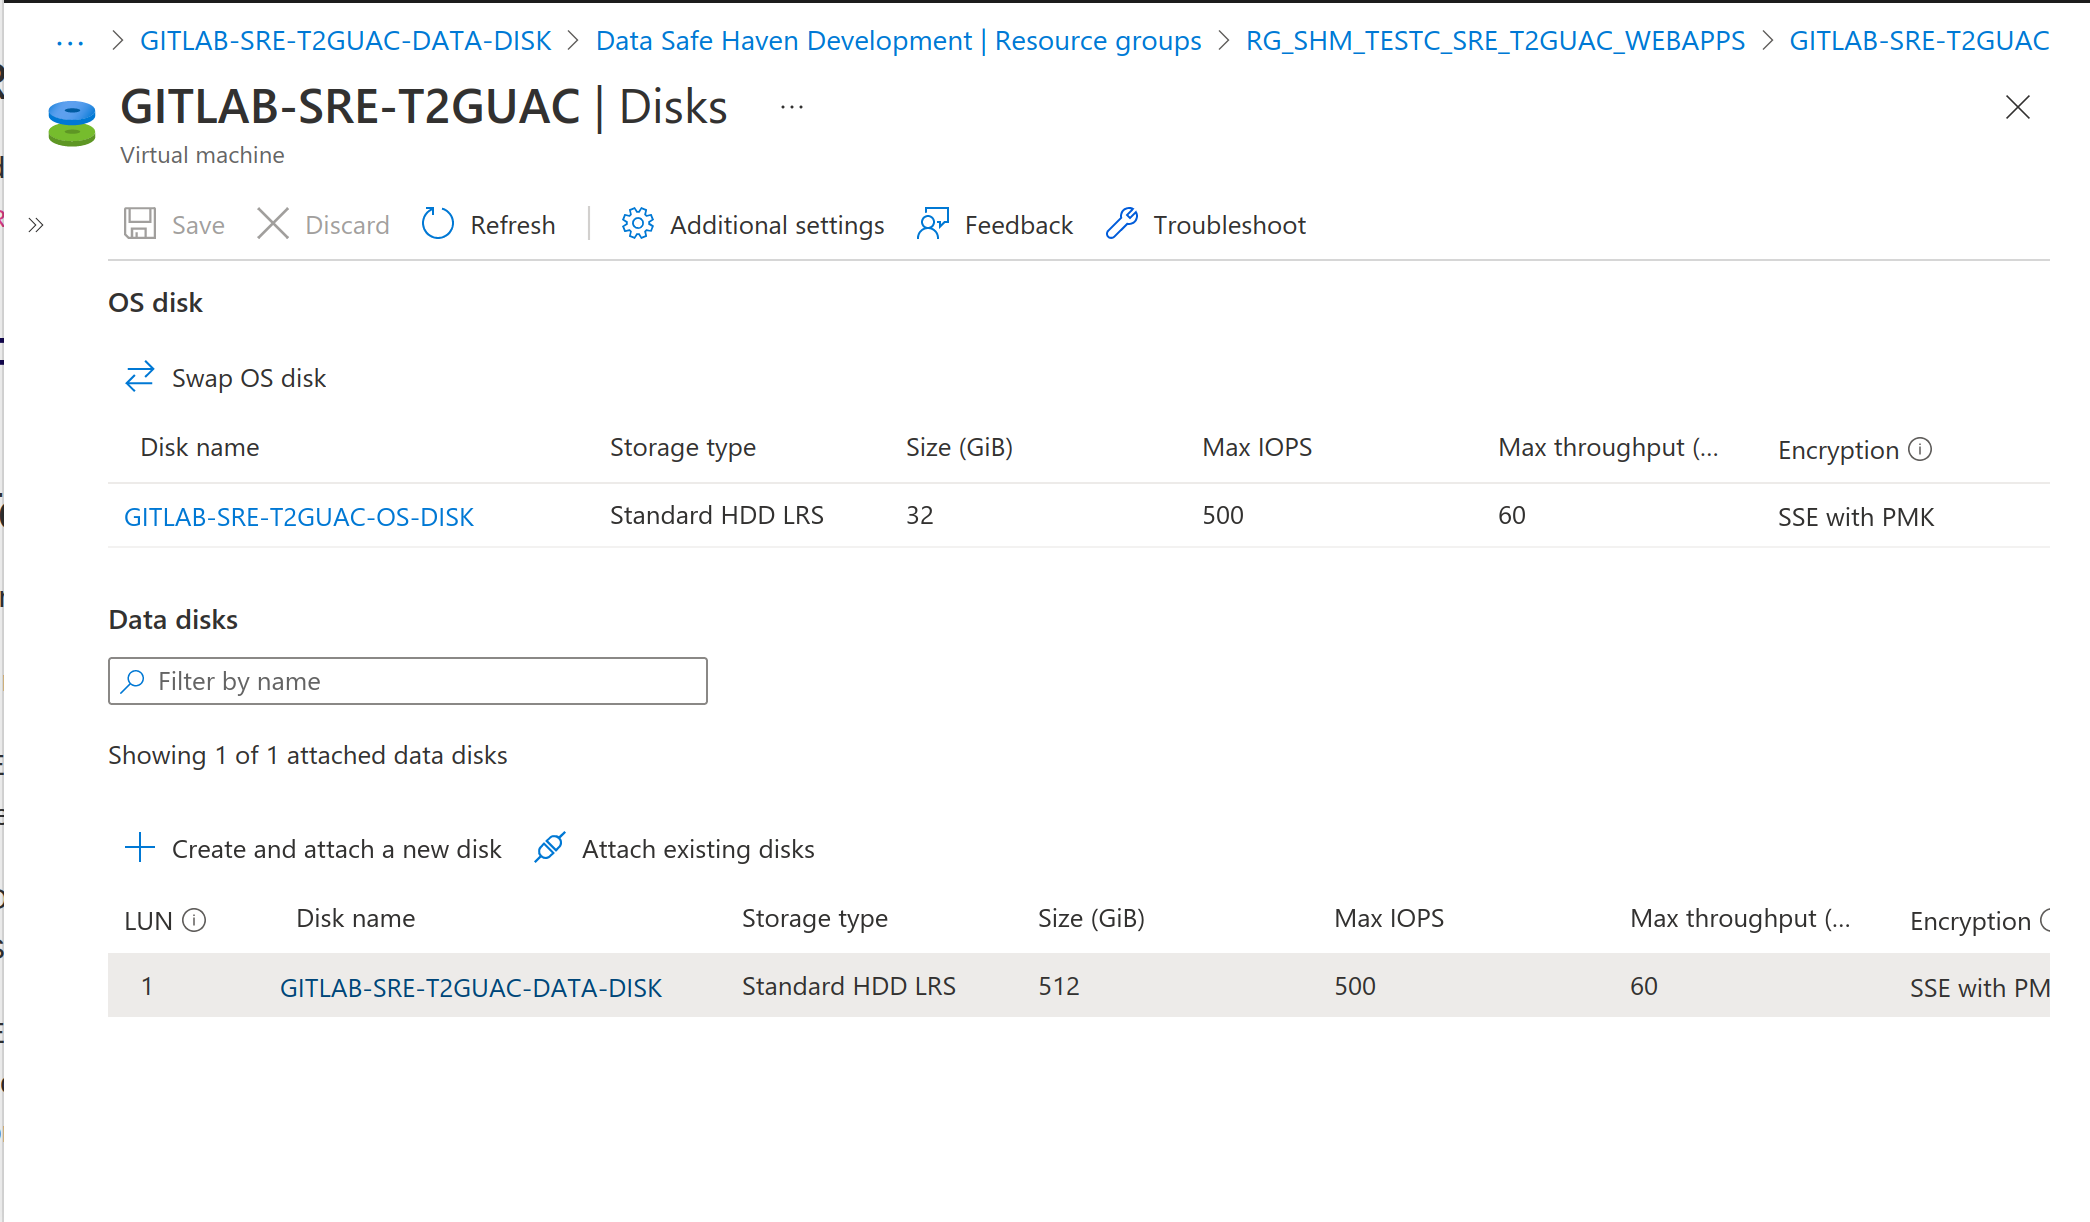 ... > GITLAB-SRE-T2GUAC-DATA-DISK > Data Safe Haven Development | Resource groups > RG_SHM_TESTC_SRE_T2GUAC_WEBAPPS > GITLAB-SRE-T2GUAC
GITLAB-SRE-T2GUAC | Disks ...
Virtual machine
Save Discard Refresh Additional settings Feedback Troubleshoot
OS disk
Swap OS disk
Disk name Storage type Size (GiB) Max IOPS Max throughput (... Encryption
GITLAB-SRE-T2GUAC-OS-DISK Standard HDD LRS 32 500 60 SSE with PMK
Data disks
Filter by name
Showing 1 of 1 attached data disks
Create and attach a new disk Attach existing disks
LUN Disk name Storage type Size (GiB) Max IOPS Max throughput (... Encryption
1 GITLAB-SRE-T2GUAC-DATA-DISK Standard HDD LRS 512 500 60 SSE with PM